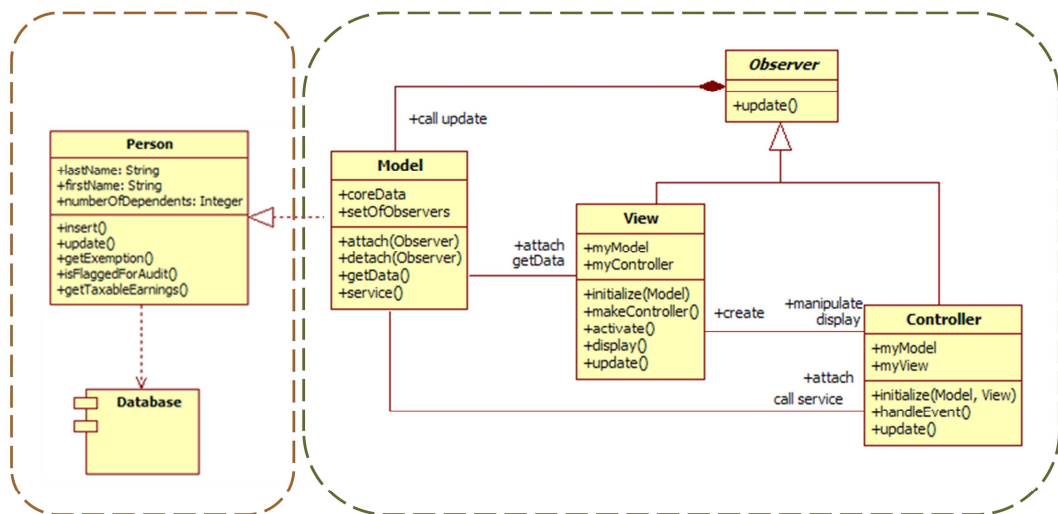 Person
+lastName: String
+firstName: String
+numberOfDependents: Integer
+insert()
+update()
+getExemption()
+isFlaggedForAudit()
+getTaxableEarnings()
Database
Observer
+update()
+call update
Model
+coreData
+setOfObservers
+attach(Observer)
+detach(Observer)
+getData()
+service()
+attach
getData
View
+myModel
+myController
+initialize(Model)
+makeController()
+activate()
+display()
+update()
+create
+manipulate
display
+attach
call service
Controller
+myModel
+myView
+initialize(Model, View)
+handleEvent()
+update()